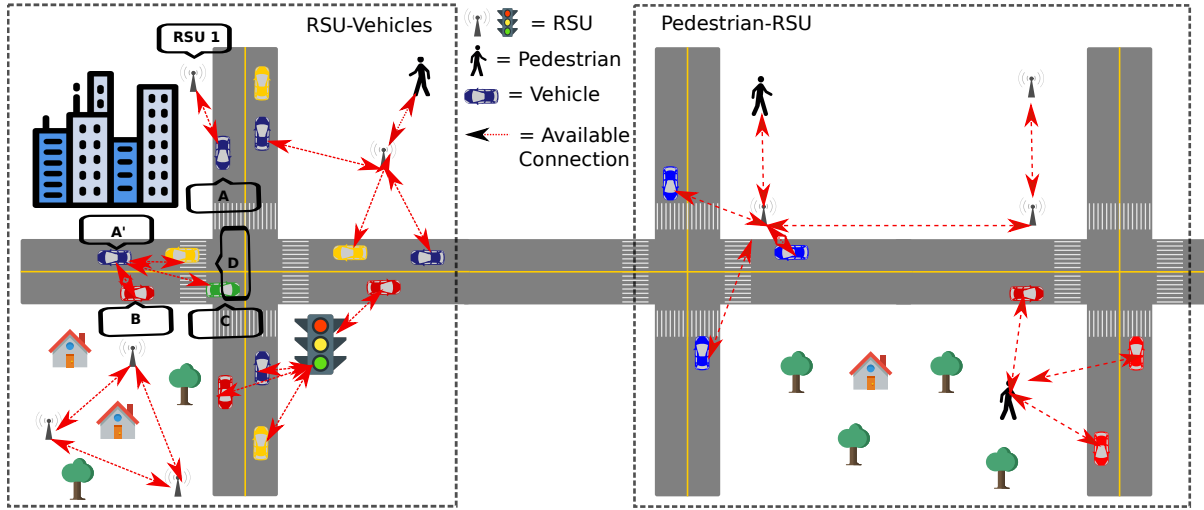 RSU 1
RSU-Vehicles
= RSU
= Pedestrian
= Vehicle
= Available
Connection
Pedestrian-RSU
A
A'
D
B
C